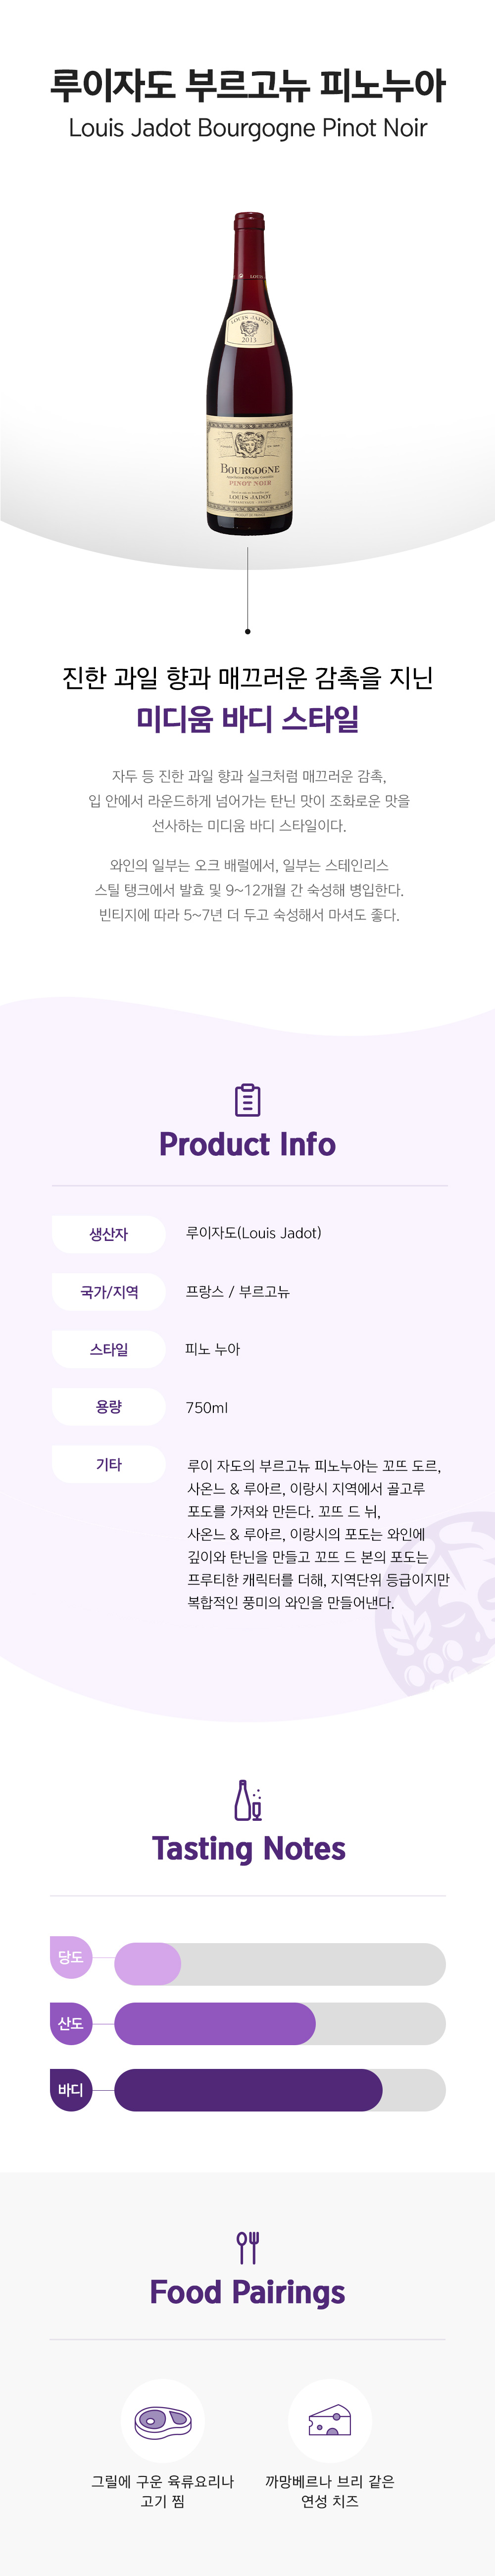 루이자도 부르고뉴 피노누아
Louis Jadot Bourgogne Pinot Noir
LOUIS JADOT
2011
BOURGOGNE
PINOT NOIR
LOUIS JADOT
진한 과일 향과 매끄러운 감촉을 지닌
미디움 바디 스타일
자두 등 진한 과일 향과 실크처럼 매끄러운 감촉,
입 안에서 라운드하게 넘어가는 탄닌 맛이 조화로운 맛을
선사하는 미디움 바디 스타일이다.
와인의 일부는 오크 배럴에서, 일부는 스테인리스
스틸 탱크에서 발효 및 9~12개월 간 숙성해 병입한다.
빈티지에 따라 5~7년 더 두고 숙성해서 마셔도 좋다.
Product Info
생산자 루이자도(Louis Jadot)
국가/지역 프랑스 / 부르고뉴
스타일 피노 누아
용량 750ml
기타 루이 자도의 부르고뉴 피노누아는 꼬뜨 도르,
사온느 & 루아르, 이랑시 지역에서 골고루
포도를 가져와 만든다. 꼬뜨 드 뉘,
사온느 & 루아르, 이랑시의 포도는 와인에
깊이와 탄닌을 만들고 꼬뜨 드 본의 포도는
프루티한 캐릭터를 더해, 지역단위 등급이지만
복합적인 풍미의 와인을 만들어낸다.
Tasting Notes
당도
산도
바디
Food Pairings
그릴에 구운 육류요리나
고기 찜
까망베르나 브리 같은
연성 치즈